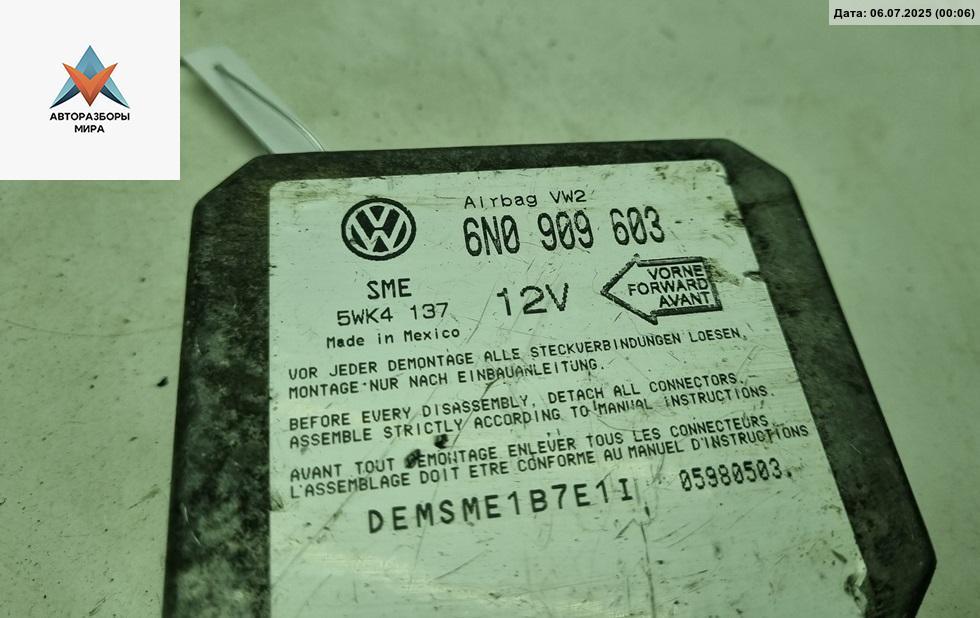 Дата: 06.07.2025 (00:06)
АВТОРАЗБОРЫ
МИРА
Airbag VW2
6N0 909 603
SME
5WK4 137
Made in Mexico
12V
VORNE
FORWARD
AVANT
VOR JEDER DEMONTAGE ALLE STECKVERBINDUNGEN LOESEN,
MONTAGE NUR NACH EINBAUANLEITUNG.
BEFORE EVERY DISASSEMBLY, DETACH ALL CONNECTORS.
ASSEMBLE STRICTLY ACCORDING TO MANUAL INSTRUCTIONS.
AVANT TOUT DEMONTAGE ENLEVER TOUS LES CONNECTEURS.
L'ASSEMBLAGE DOIT ETRE CONFORME AU MANUEL D'INSTRUCTIONS
DEMSME1B7E1I 05980503.